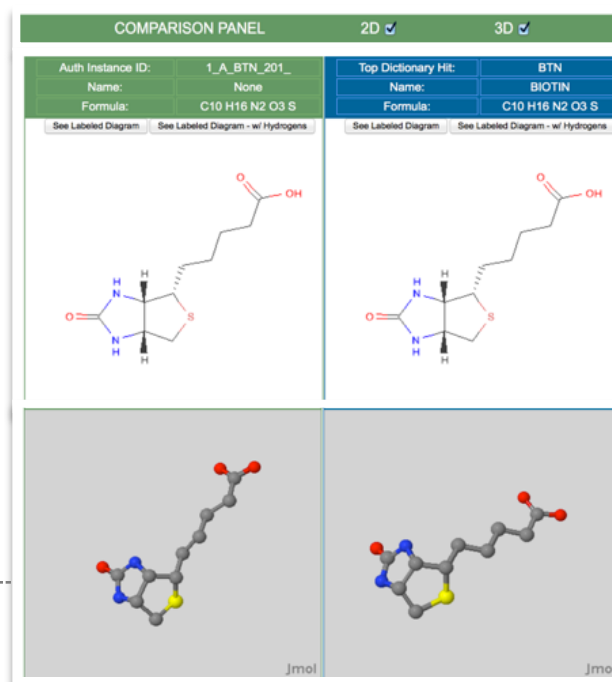 COMPARISON PANEL 2D 3D
Auth Instance ID: 1_A_BTN_201_
Name: None
Formula: C10 H16 N2 O3 S
See Labeled Diagram See Labeled Diagram - w/ Hydrogens
Top Dictionary Hit: BTN
Name: BIOTIN
Formula: C10 H16 N2 O3 S
See Labeled Diagram See Labeled Diagram - w/ Hydrogens
O
OH
H
H
N
O
S
N
H
H
O
OH
H
H
N
O
S
N
H
H
Jmol
Jmol